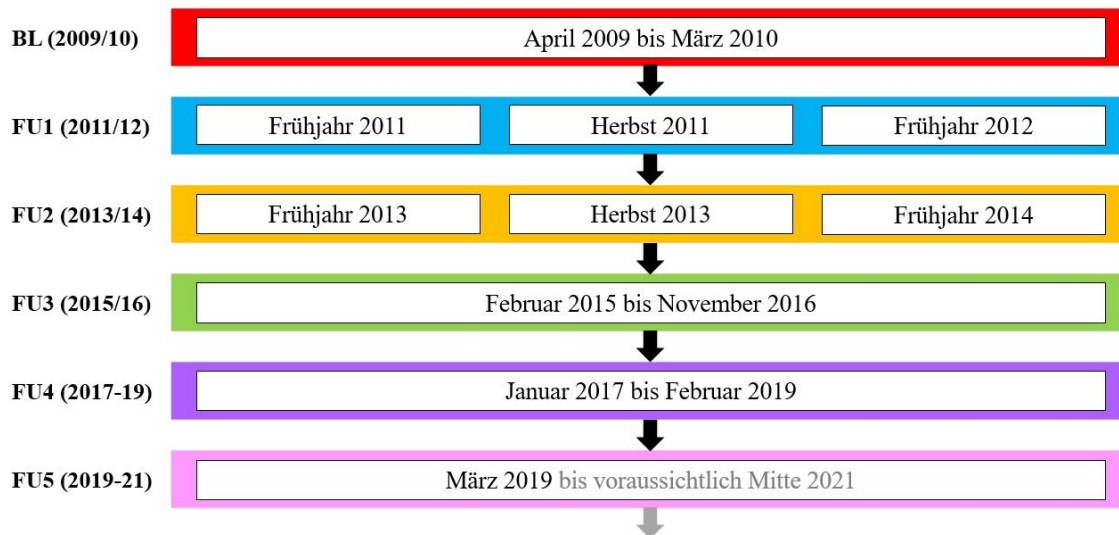 BL (2009/10) April 2009 bis März 2010
FU1 (2011/12) Frühjahr 2011 Herbst 2011 Frühjahr 2012
FU2 (2013/14) Frühjahr 2013 Herbst 2013 Frühjahr 2014
FU3 (2015/16) Februar 2015 bis November 2016
FU4 (2017-19) Januar 2017 bis Februar 2019
FU5 (2019-21) März 2019 bis voraussichtlich Mitte 2021